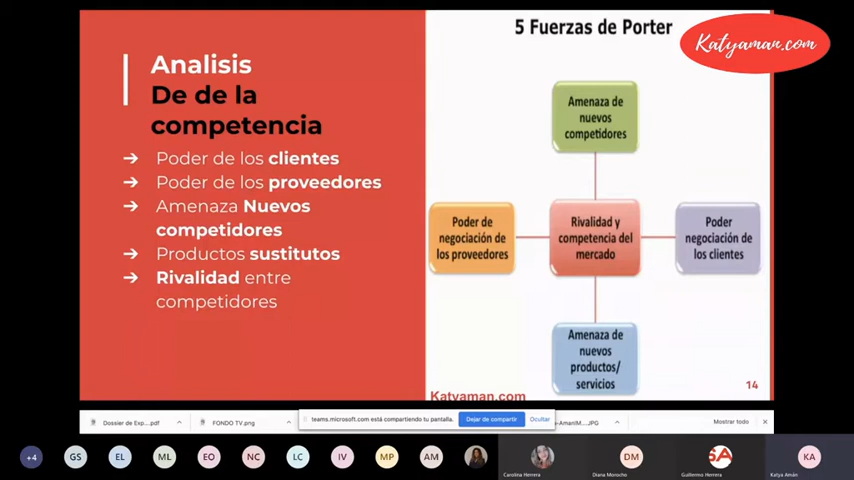 Analisis
De de la
competencia
➔ Poder de los clientes
➔ Poder de los proveedores
➔ Amenaza Nuevos
competidores
➔ Productos sustitutos
➔ Rivalidad entre
competidores
5 Fuerzas de Porter
Katyaman.com
Amenaza de
nuevos
competidores
Poder de
negociación de
los proveedores
Rivalidad y
competencia del
mercado
Poder
negociación de
los clientes
Amenaza de
nuevos
productos/
servicios
Katyaman.com
14
Dossier de Exp....pdf
FONDO TV.png
teams.microsoft.com está compartiendo tu pantalla.
Dejar de compartir
Ocultar
-AmantM...JPG
Mostrar todo
+4
GS
EL
ML
EO
NC
LC
IV
MP
AM
Carolina Herrera
DM
Diana Morocho
SA
Guillermo Herrera
KA
Katya Amán